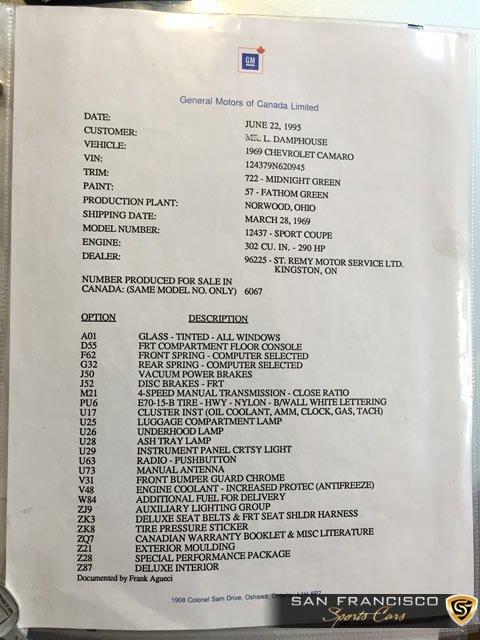 GM
General Motors of Canada Limited
DATE: JUNE 22, 1995
CUSTOMER: MR. L. DAMPHOUSE
VEHICLE: 1969 CHEVROLET CAMARO
VIN: 124379N620945
TRIM: 722 - MIDNIGHT GREEN
PAINT: 57 - FATHOM GREEN
PRODUCTION PLANT: NORWOOD, OHIO
SHIPPING DATE: MARCH 28, 1969
MODEL NUMBER: 12437 - SPORT COUPE
ENGINE: 302 CU. IN. - 290 HP
DEALER: 96225 - ST. REMY MOTOR SERVICE LTD.
KINGSTON, ON
NUMBER PRODUCED FOR SALE IN
CANADA: (SAME MODEL NO. ONLY) 6067
OPTION DESCRIPTION
A01 GLASS - TINTED - ALL WINDOWS
D55 FRT COMPARTMENT FLOOR CONSOLE
F62 FRONT SPRING - COMPUTER SELECTED
G32 REAR SPRING - COMPUTER SELECTED
J50 VACUUM POWER BRAKES
J52 DISC BRAKES - FRT
M21 4-SPEED MANUAL TRANSMISSION - CLOSE RATIO
PU6 E70-15-B TIRE - HWY - NYLON - B/WALL WHITE LETTERING
U17 CLUSTER INST (OIL COOLANT, AMM, CLOCK, GAS, TACH)
U25 LUGGAGE COMPARTMENT LAMP
U26 UNDERHOOD LAMP
U28 ASH TRAY LAMP
U29 INSTRUMENT PANEL CRTSY LIGHT
U63 RADIO - PUSHBUTTON
U73 MANUAL ANTENNA
V31 FRONT BUMPER GUARD CHROME
V48 ENGINE COOLANT - INCREASED PROTEC (ANTIFREEZE)
W84 ADDITIONAL FUEL FOR DELIVERY
ZJ9 AUXILIARY LIGHTING GROUP
ZK3 DELUXE SEAT BELTS & FRT SEAT SHLDR HARNESS
ZK8 TIRE PRESSURE STICKER
ZQ7 CANADIAN WARRANTY BOOKLET & MISC LITERATURE
Z21 EXTERIOR MOULDING
Z28 SPECIAL PERFORMANCE PACKAGE
Z87 DELUXE INTERIOR
Documented by Frank Agueci
1908 Colonel Sam Drive, Oshawa, Ontario
SAN FRANCISCO
Sports Cars